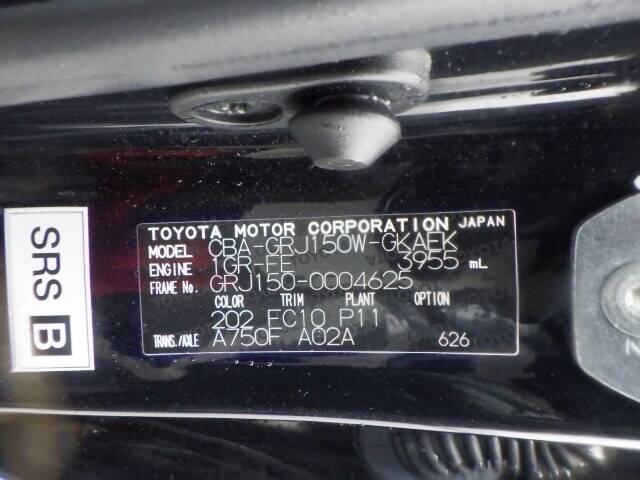 TOYOTA MOTOR CORPORATION JAPAN
MODEL CBA-GRJ150W-GKAEK
ENGINE 1GR-FE 3955 mL
FRAME No. GRJ150-0004625
COLOR TRIM PLANT OPTION
202 FC10 P11
TRANS./AXLE A750F A02A 626
SRS B